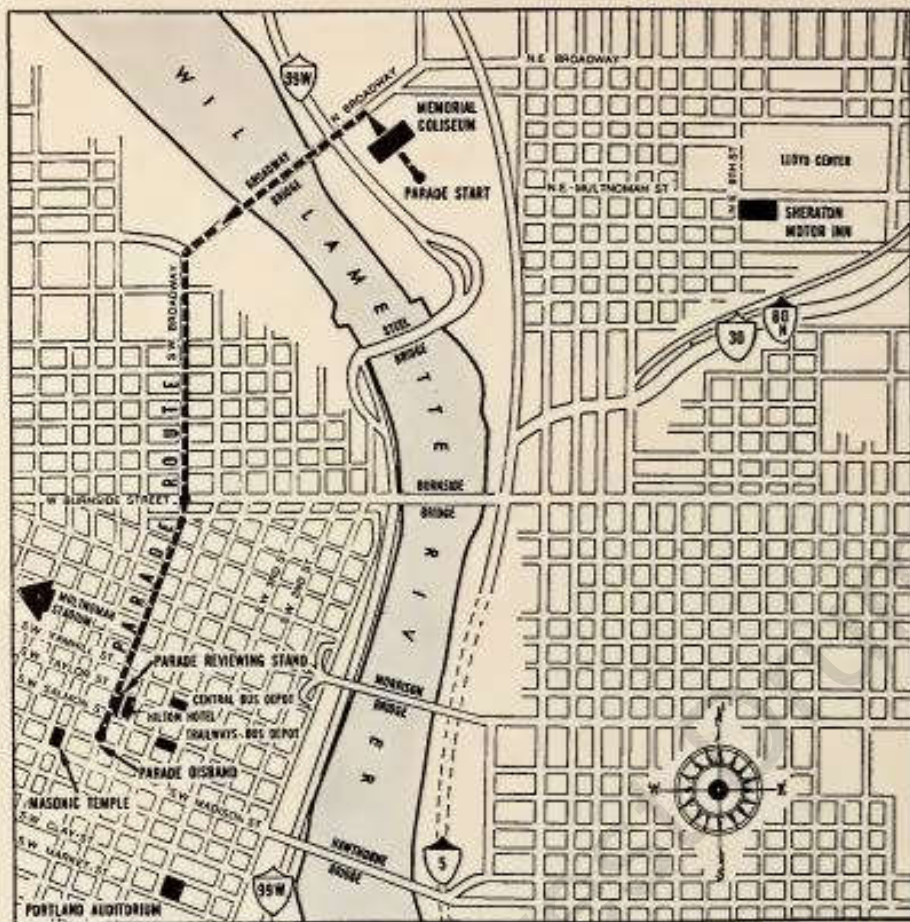 99W
N.E. BROADWAY
N BROADWAY
MEMORIAL
COLISEUM
PARADE START
BROADWAY
BRIDGE
N.E. MULTNOMAH ST
LLOYD CENTER
SHERATON
MOTOR INN
S.W. BROADWAY
WILLAMETTE RIVER
STEEL
BRIDGE
30
80
N
PARADE ROUTE
W BURNSIDE STREET
BURNSIDE
BRIDGE
MULTNOMAH
STADIUM
S.W. YAMHILL ST
S.W. TAYLOR ST
S.W. SALMON ST
PARADE REVIEWING STAND
CENTRAL BUS DEPOT
HILTON HOTEL
TRAILWAYS-BUS DEPOT
PARADE DISBAND
MASONIC TEMPLE
MORRISON
BRIDGE
S.W. MADISON ST
S.W. CLAY ST
S.W. MARKET ST
HAWTHORNE
BRIDGE
99W
5
PORTLAND AUDITORIUM
N
W
S